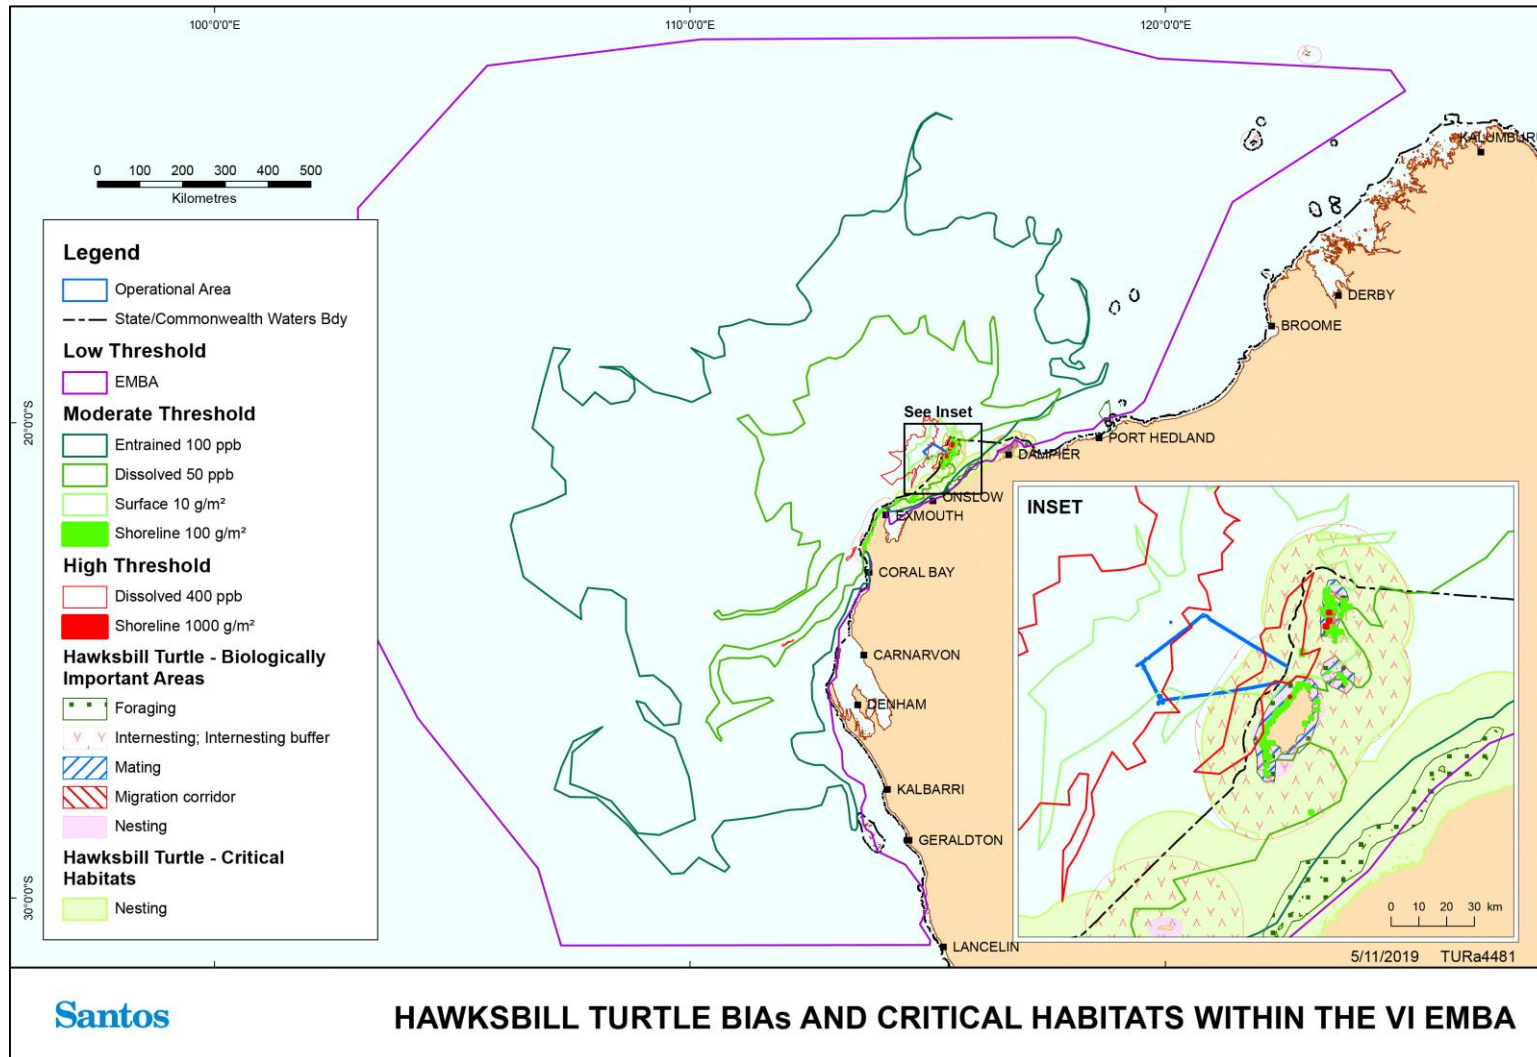 100°0'0"E
110°0'0"E
120°0'0"E
20°0'0"S
30°0'0"S
0 100 200 300 400 500
Kilometres
Legend
Operational Area
State/Commonwealth Waters Bdy
Low Threshold
EMBA
Moderate Threshold
Entrained 100 ppb
Dissolved 50 ppb
Surface 10 g/m²
Shoreline 100 g/m²
High Threshold
Dissolved 400 ppb
Shoreline 1000 g/m²
Hawksbill Turtle - Biologically
Important Areas
Foraging
Internesting; Internesting buffer
Mating
Migration corridor
Nesting
Hawksbill Turtle - Critical
Habitats
Nesting
KALUMBURU
DERBY
BROOME
See Inset
PORT HEDLAND
DAMPIER
ONSLOW
EXMOUTH
CORAL BAY
CARNARVON
DENHAM
KALBARRI
GERALDTON
LANCELIN
INSET
0 10 20 30 km
5/11/2019 TURa4481
Santos
HAWKSBILL TURTLE BIAs AND CRITICAL HABITATS WITHIN THE VI EMBA